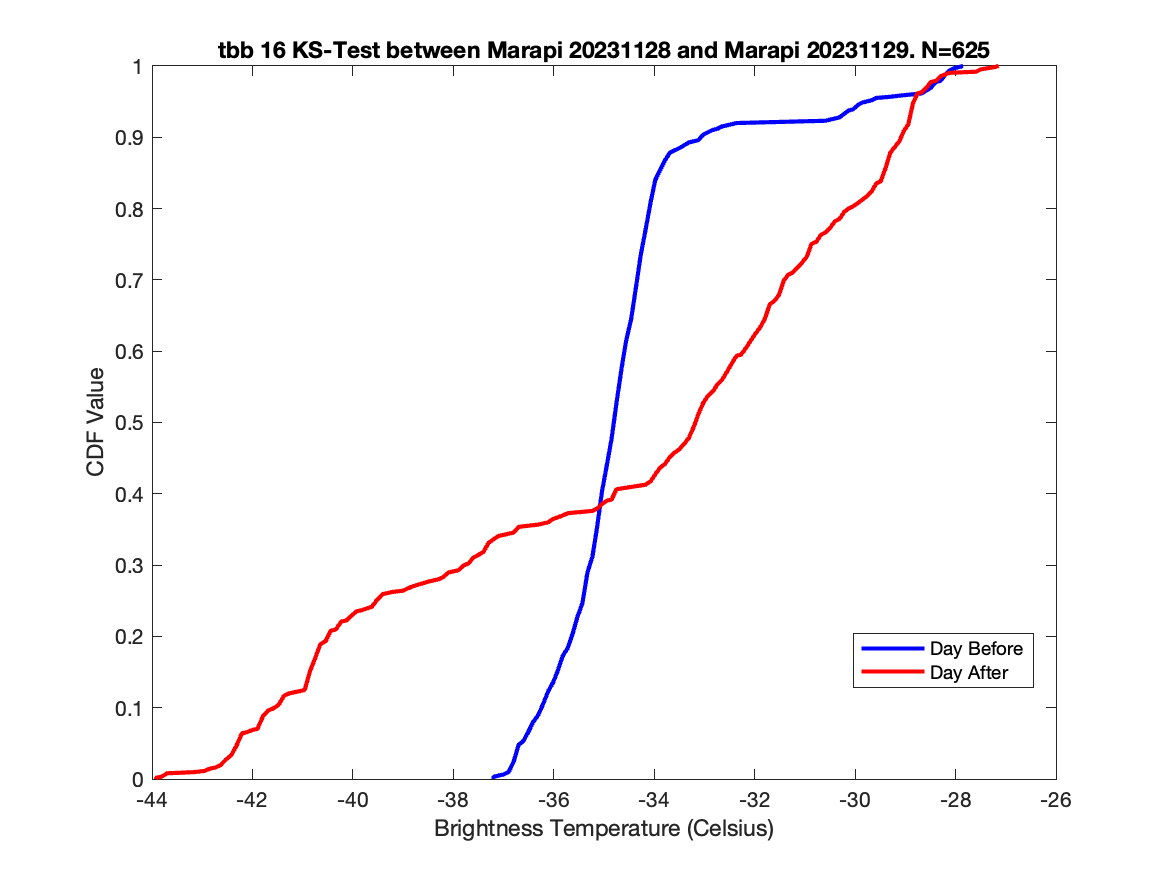 tbb 16 KS-Test between Marapi 20231128 and Marapi 20231129. N=625
1
0.9
0.8
0.7
0.6
0.5
0.4
0.3
0.2
0.1
0
CDF Value
Day Before
Day After
-44 -42 -40 -38 -36 -34 -32 -30 -28 -26
Brightness Temperature (Celsius)